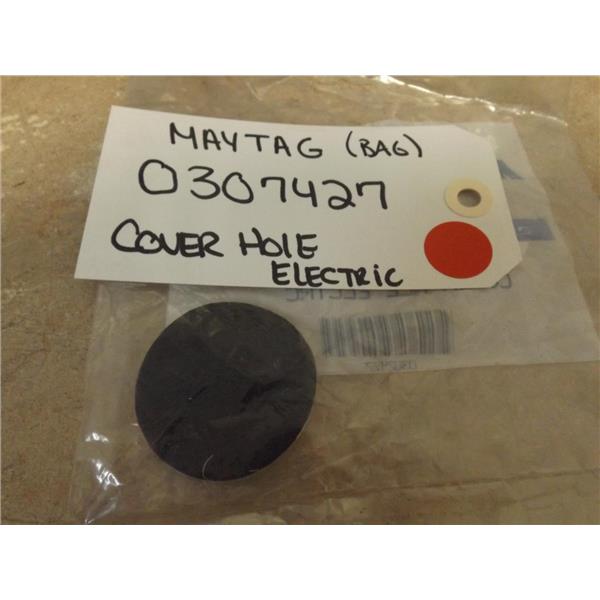 MAYTAG (BAG)
0307427
COVER HOlE
ELECTRIC